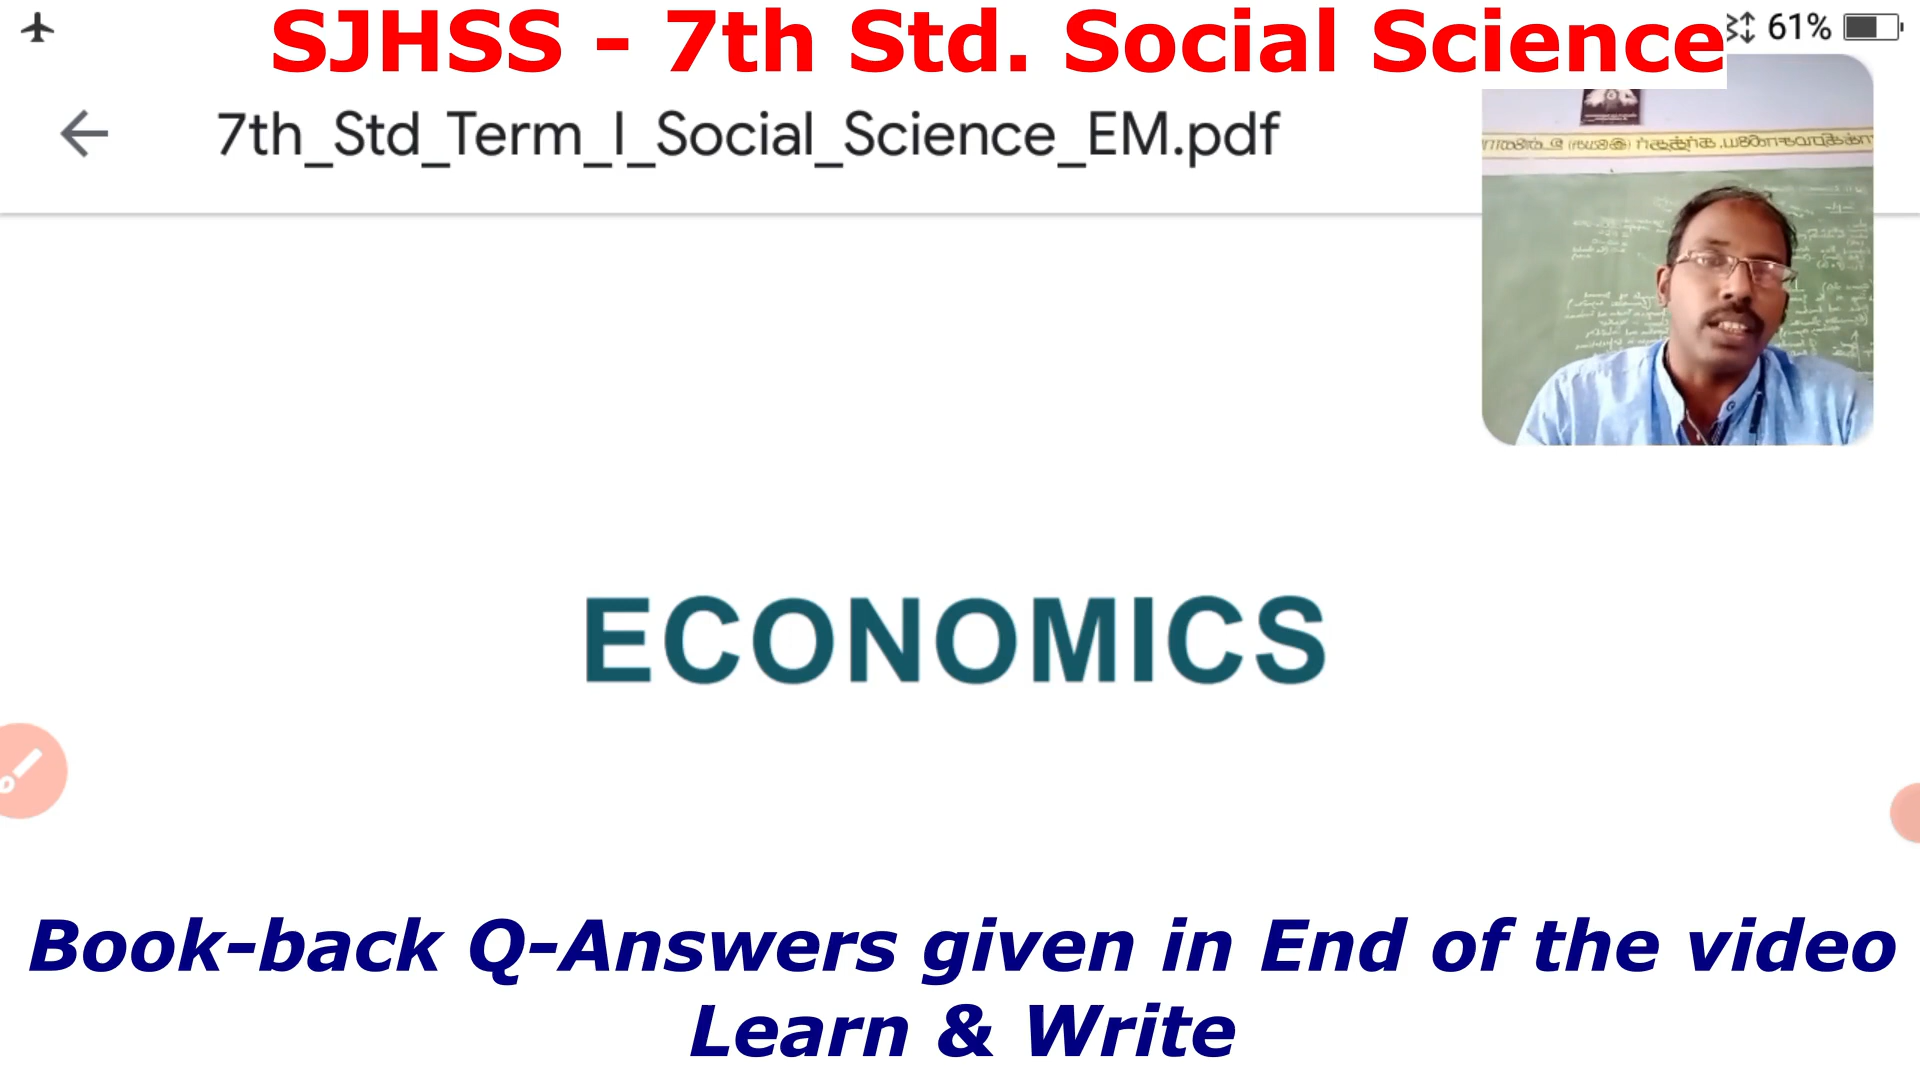 SJHSS - 7th Std. Social Science
61%
7th_Std_Term_I_Social_Science_EM.pdf
ECONOMICS
Book-back Q-Answers given in End of the video
Learn & Write